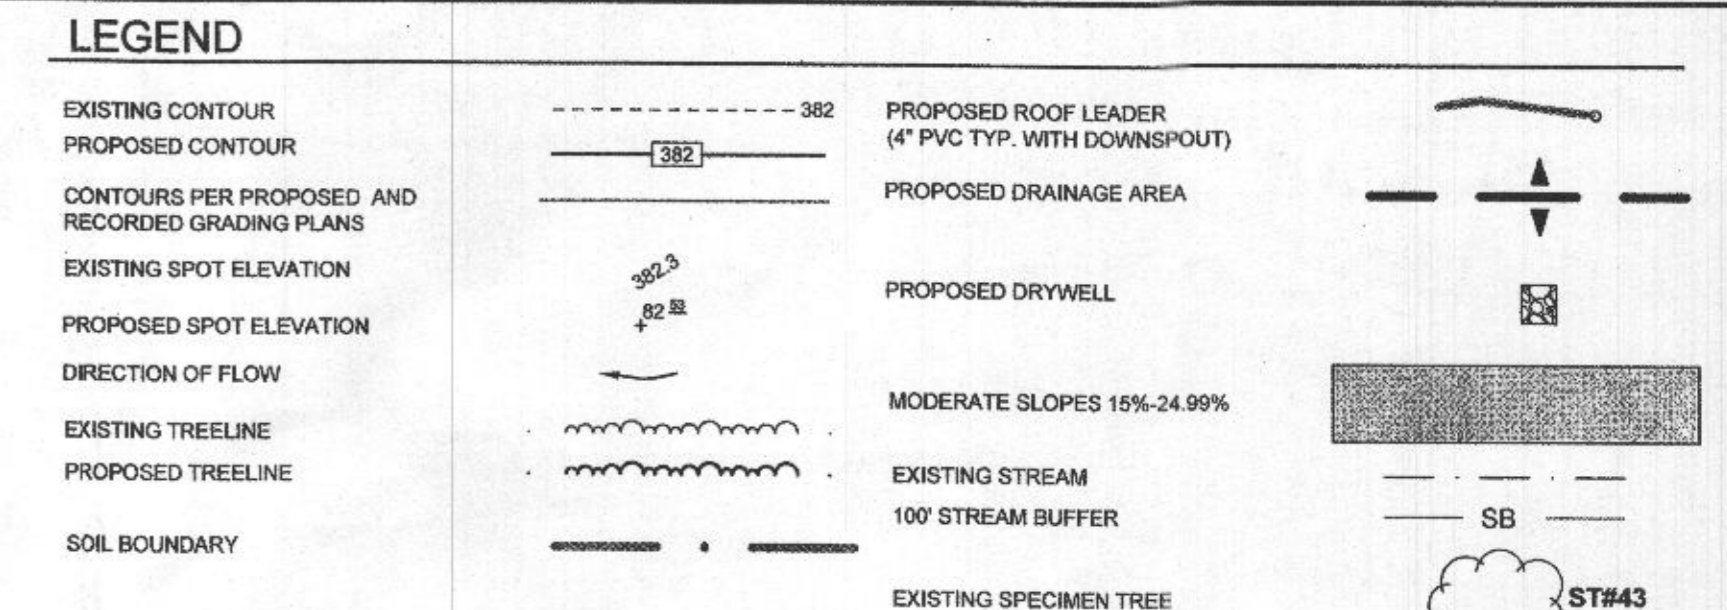 LEGEND
EXISTING CONTOUR
382
PROPOSED CONTOUR
382
CONTOURS PER PROPOSED AND
RECORDED GRADING PLANS
EXISTING SPOT ELEVATION
382.3
PROPOSED SPOT ELEVATION
82 53
DIRECTION OF FLOW
EXISTING TREELINE
PROPOSED TREELINE
SOIL BOUNDARY
PROPOSED ROOF LEADER
(4" PVC TYP. WITH DOWNSPOUT)
PROPOSED DRAINAGE AREA
PROPOSED DRYWELL
MODERATE SLOPES 15%-24.99%
EXISTING STREAM
100' STREAM BUFFER
SB
EXISTING SPECIMEN TREE
ST#43